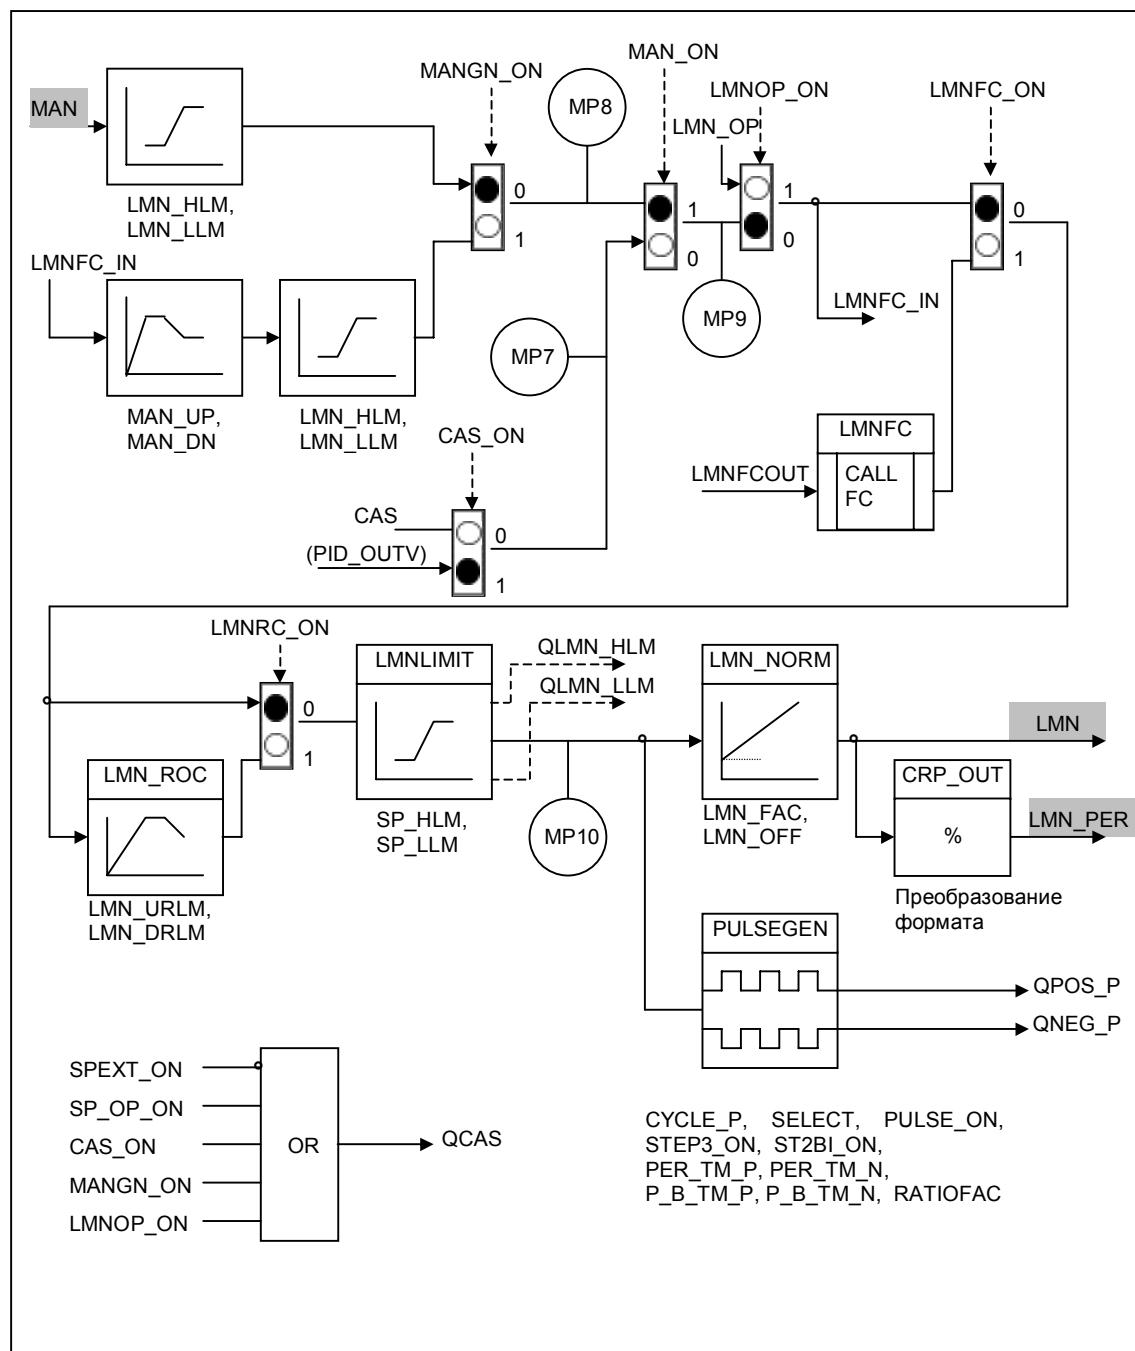 MAN_ON
MANGN_ON
LMNOP_ON
LMNFC_ON
MAN
MP8
LMN_OP
0
1
1
0
1
0
0
1
LMN_HLM,
LMN_LLM
LMNFC_IN
LMNFC_IN
MP9
MP7
MAN_UP,
MAN_DN
LMN_HLM,
LMN_LLM
CAS_ON
LMNFC
LMNFCOUT
CALL
FC
CAS
0
(PID_OUTV)
1
LMNRC_ON
LMNLIMIT
QLMN_HLM
LMN_NORM
QLMN_LLM
0
1
LMN
LMN_ROC
CRP_OUT
SP_HLM,
SP_LLM
MP10
LMN_FAC,
LMN_OFF
%
LMN_PER
LMN_URLM,
LMN_DRLM
Преобразование
формата
PULSEGEN
QPOS_P
QNEG_P
SPEXT_ON
SP_OP_ON
CAS_ON
MANGN_ON
LMNOP_ON
OR
QCAS
CYCLE_P, SELECT, PULSE_ON,
STEP3_ON, ST2BI_ON,
PER_TM_P, PER_TM_N,
P_B_TM_P, P_B_TM_N, RATIOFAC